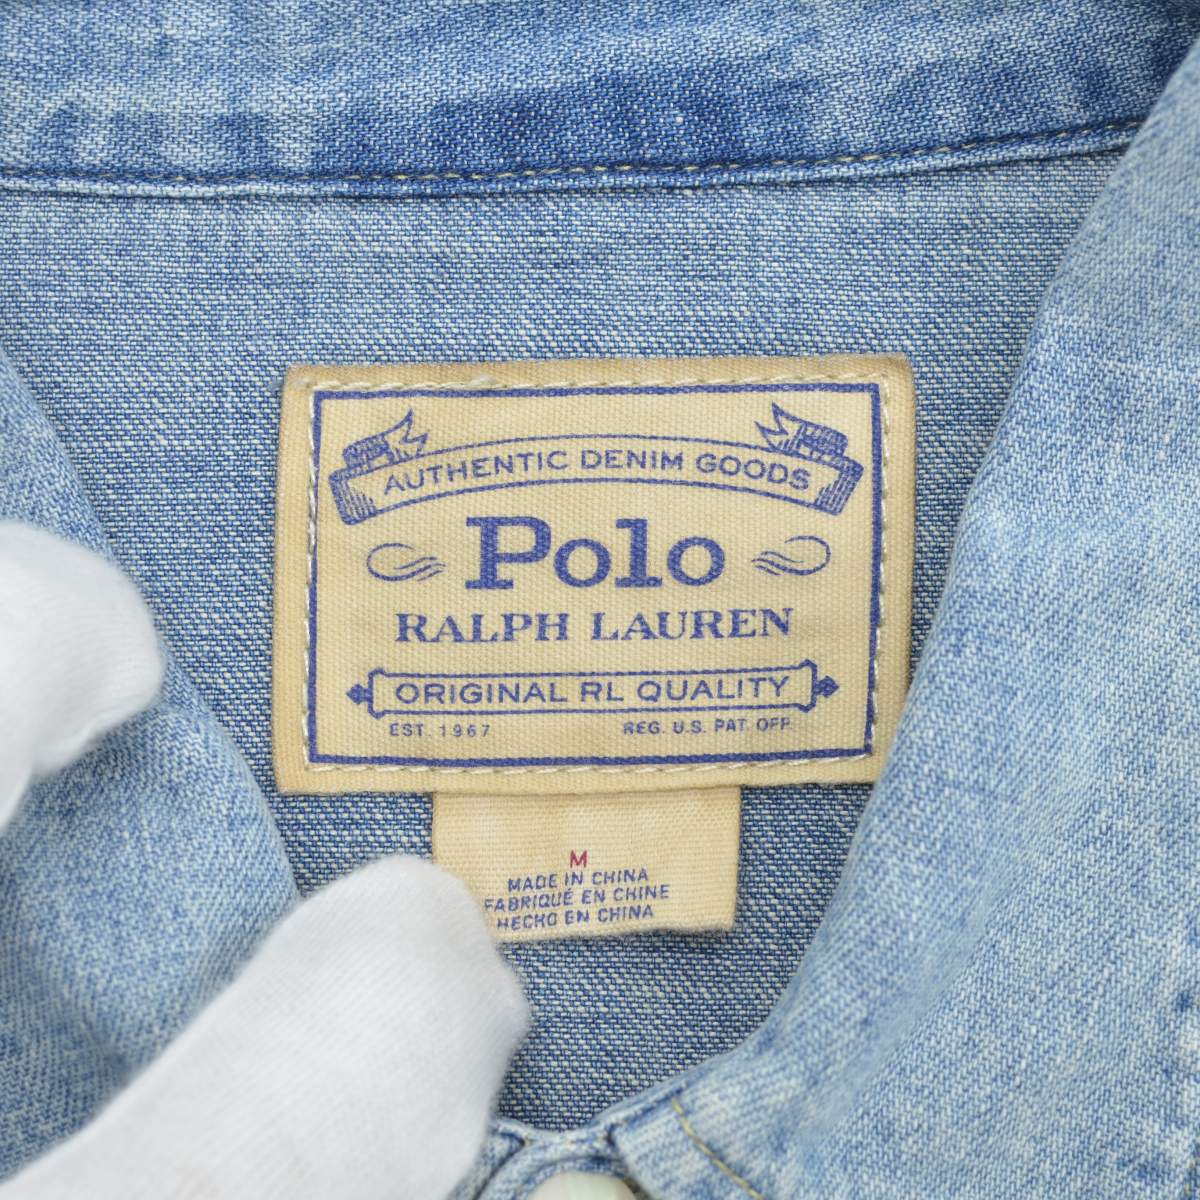 AUTHENTIC DENIM GOODS
Polo
RALPH LAUREN
ORIGINAL RL QUALITY
EST. 1967 REG. U.S. PAT. OFF.
M
MADE IN CHINA
FABRIQUÉ EN CHINE
HECHO EN CHINA